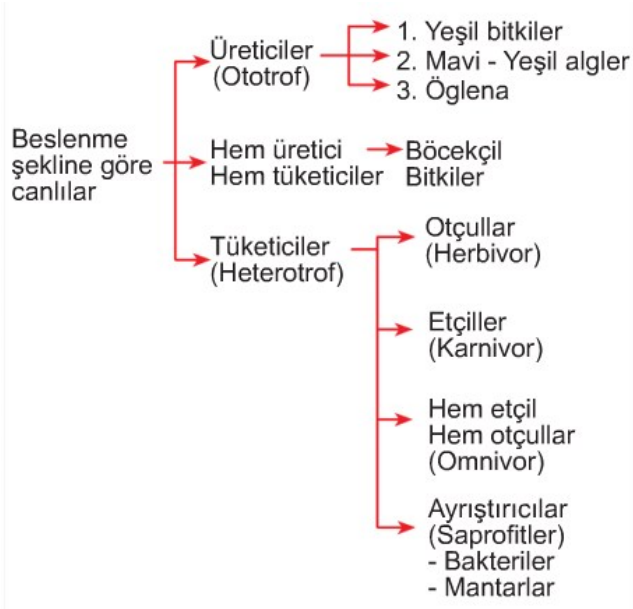 Beslenme
şekline göre
canlılar
Üreticiler
(Ototrof)
1. Yeşil bitkiler
2. Mavi - Yeşil algler
3. Öglena
Hem üretici
Hem tüketiciler
Böcekçil
Bitkiler
Tüketiciler
(Heterotrof)
Otçullar
(Herbivor)
Etçiller
(Karnivor)
Hem etçil
Hem otçullar
(Omnivor)
Ayrıştırıcılar
(Saprofitler)
- Bakteriler
- Mantarlar